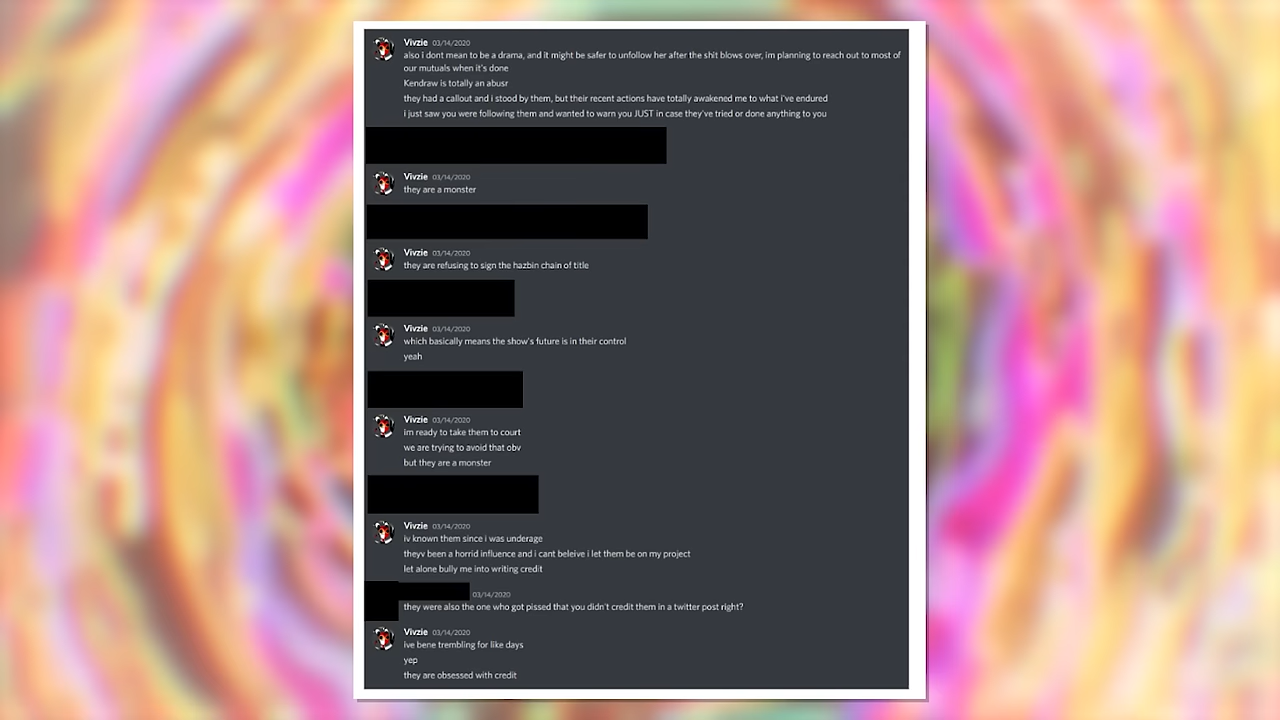 Vivzie 03/14/2020
also i dont mean to be a drama, and it might be safer to unfollow her after the shit blows over, im planning to reach out to most of
our mutuals when it's done
Kendraw is totally an abusr
they had a callout and i stood by them, but their recent actions have totally awakened me to what i've endured
i just saw you were following them and wanted to warn you JUST in case they've tried or done anything to you
Vivzie 03/14/2020
they are a monster
Vivzie 03/14/2020
they are refusing to sign the hazbin chain of title
Vivzie 03/14/2020
which basically means the show's future is in their control
yeah
Vivzie 03/14/2020
im ready to take them to court
we are trying to avoid that obv
but they are a monster
Vivzie 03/14/2020
iv known them since i was underage
theyv been a horrid influence and i cant beleive i let them be on my project
let alone bully me into writing credit
03/14/2020
they were also the one who got pissed that you didn't credit them in a twitter post right?
Vivzie 03/14/2020
ive bene trembling for like days
yep
they are obsessed with credit